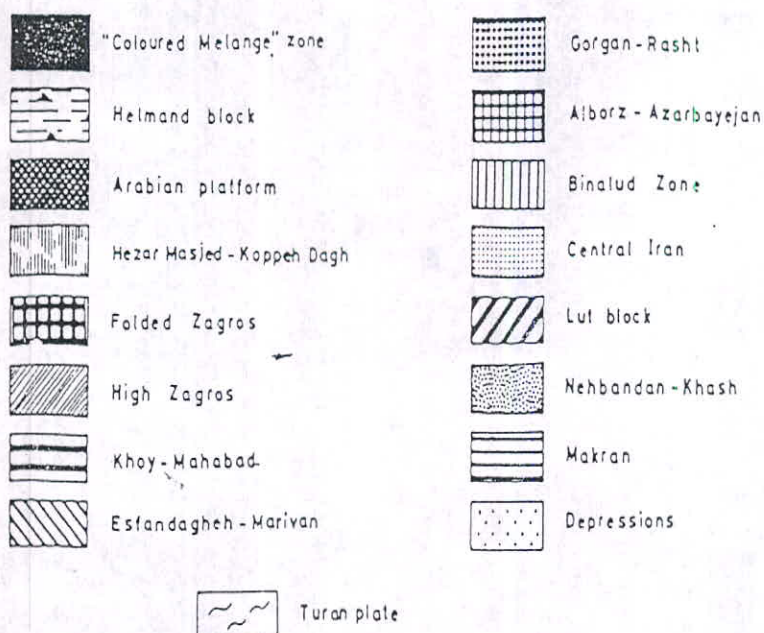 "Coloured Melange" zone
Helmand block
Arabian platform
Hezar Masjed - Koppeh Dagh
Folded Zagros
High Zagros
Khoy - Mahabad
Esfandagheh - Marivan
Gorgan - Rasht
Alborz - Azarbayejan
Binalud Zone
Central Iran
Lut block
Nehbandan - Khash
Makran
Depressions
Turan plate